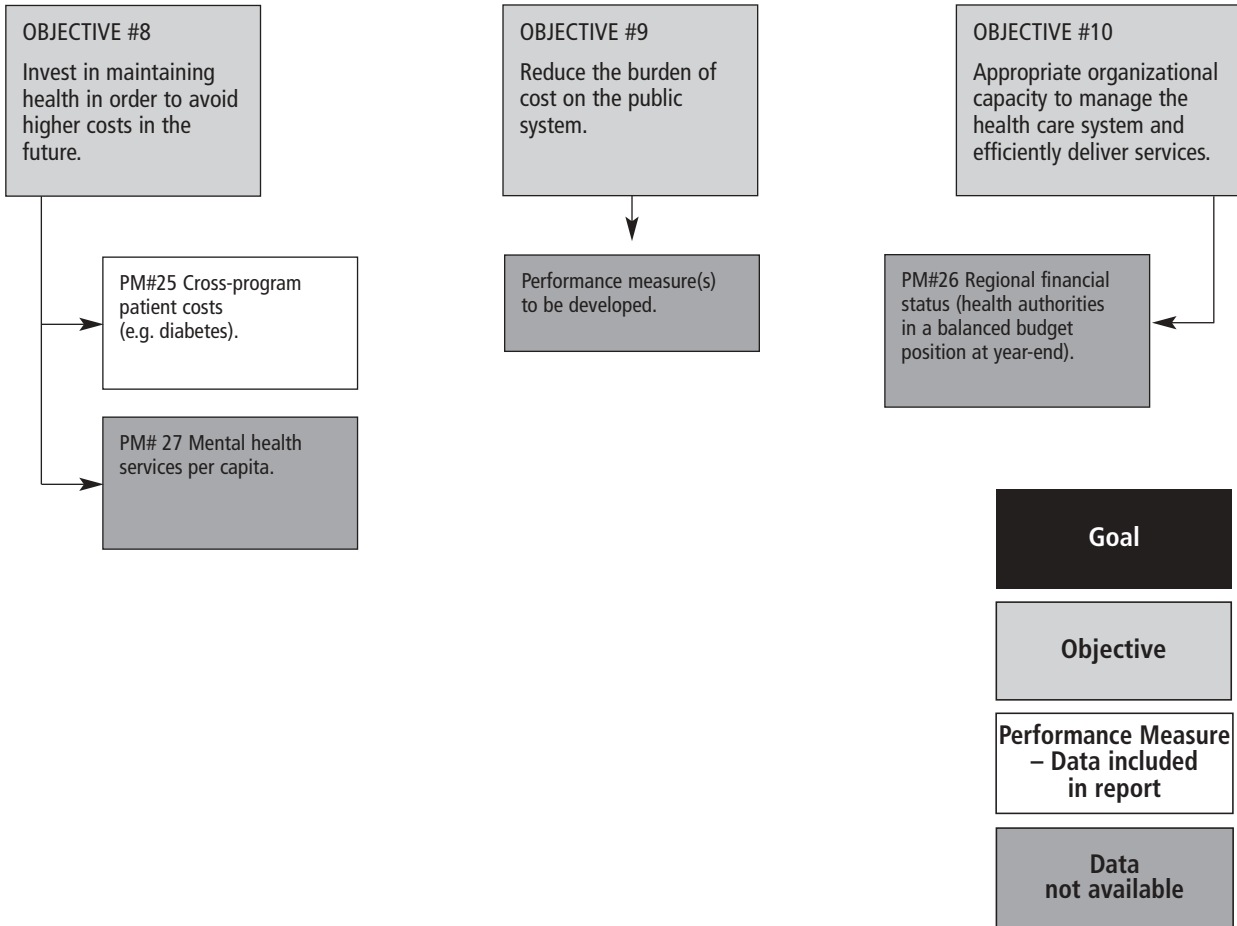 OBJECTIVE #8
Invest in maintaining
health in order to avoid
higher costs in the
future.
PM#25 Cross-program
patient costs
(e.g. diabetes).
PM# 27 Mental health
services per capita.
OBJECTIVE #9
Reduce the burden of
cost on the public
system.
Performance measure(s)
to be developed.
OBJECTIVE #10
Appropriate organizational
capacity to manage the
health care system and
efficiently deliver services.
PM#26 Regional financial
status (health authorities
in a balanced budget
position at year-end).
Goal
Objective
Performance Measure
– Data included
in report
Data
not available